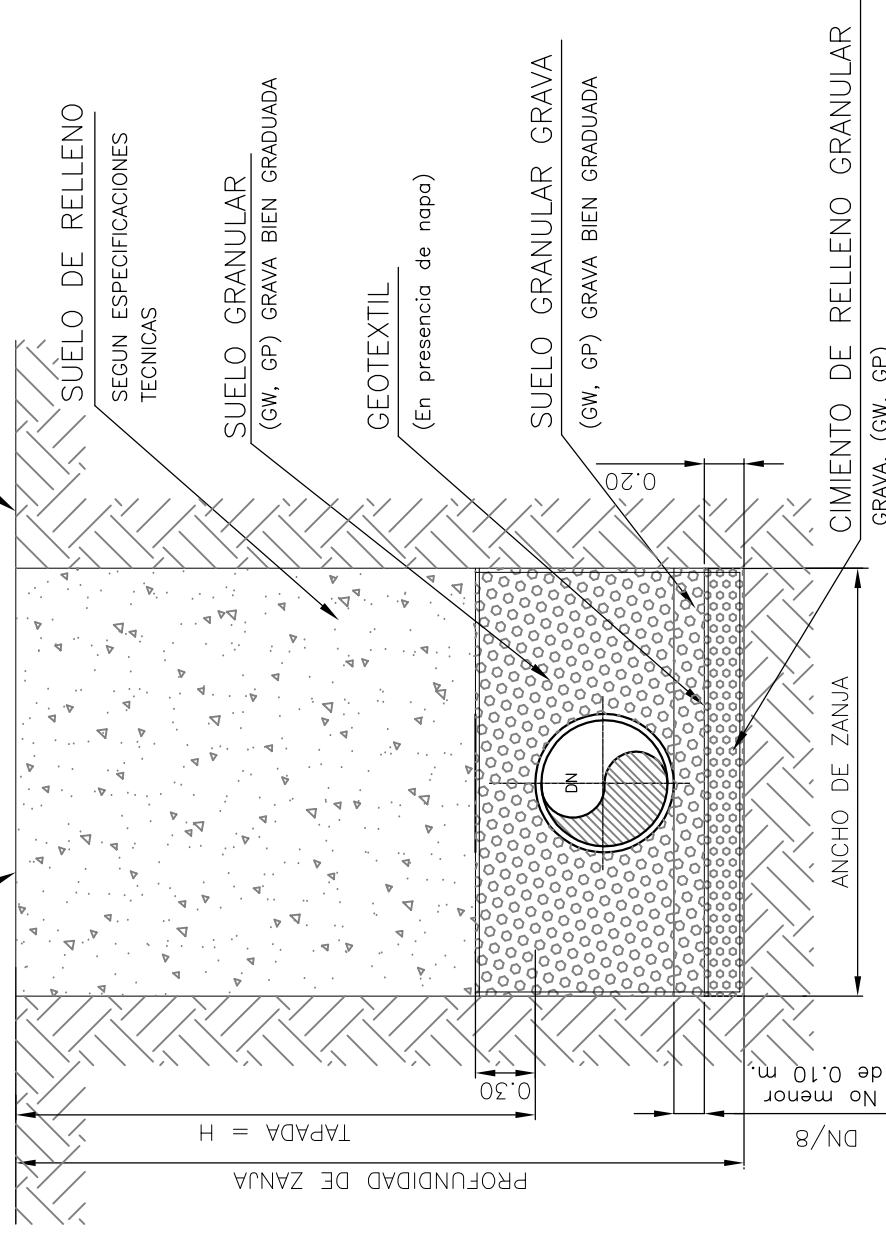 SUELO DE RELLENO
SEGUN ESPECIFICACIONES
TECNICAS
SUELO GRANULAR
(GW, GP) GRAVA BIEN GRADUADA
GEOTEXTIL
(En presencia de napa)
SUELO GRANULAR GRAVA
(GW, GP) GRAVA BIEN GRADUADA
CIMIENTO DE RELLENO GRANULAR
GRAVA, (GW, GP)
0.20
DN
ANCHO DE ZANJA
0.30
TAPADA = H
PROFUNDIDAD DE ZANJA
DN/8
No menor
de 0.10 m.